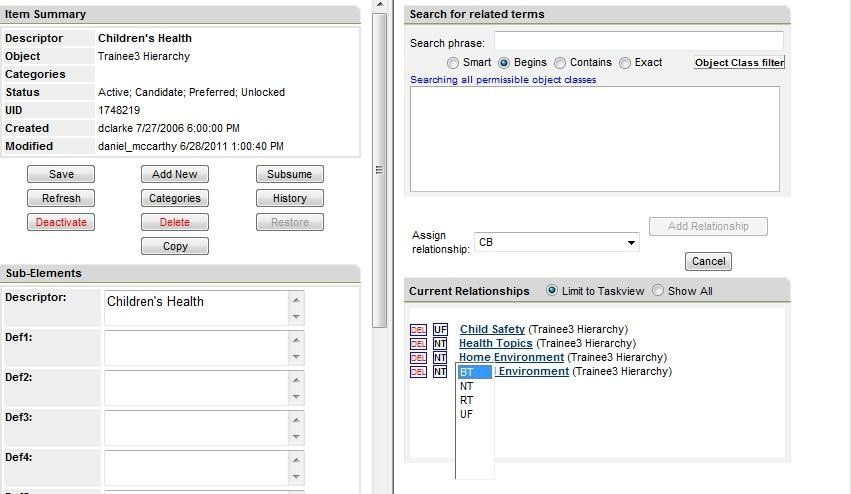 Item Summary
Descriptor Children's Health
Object Trainee3 Hierarchy
Categories
Status Active; Candidate; Preferred; Unlocked
UID 1748219
Created dclarke 7/27/2006 6:00:00 PM
Modified daniel_mccarthy 6/28/2011 1:00:40 PM
Save Add New Subsume
Refresh Categories History
Deactivate Delete Restore
Copy
Sub-Elements
Descriptor: Children's Health
Def1:
Def2:
Def3:
Def4:
Search for related terms
Search phrase:
Smart Begins Contains Exact Object Class filter
Searching all permissible object classes
Assign
relationship: CB
Add Relationship
Cancel
Current Relationships Limit to Taskview Show All
DEL UF Child Safety (Trainee3 Hierarchy)
DEL NT Health Topics (Trainee3 Hierarchy)
DEL NT Home Environment (Trainee3 Hierarchy)
DEL NT Environment (Trainee3 Hierarchy)
BT
NT
RT
UF